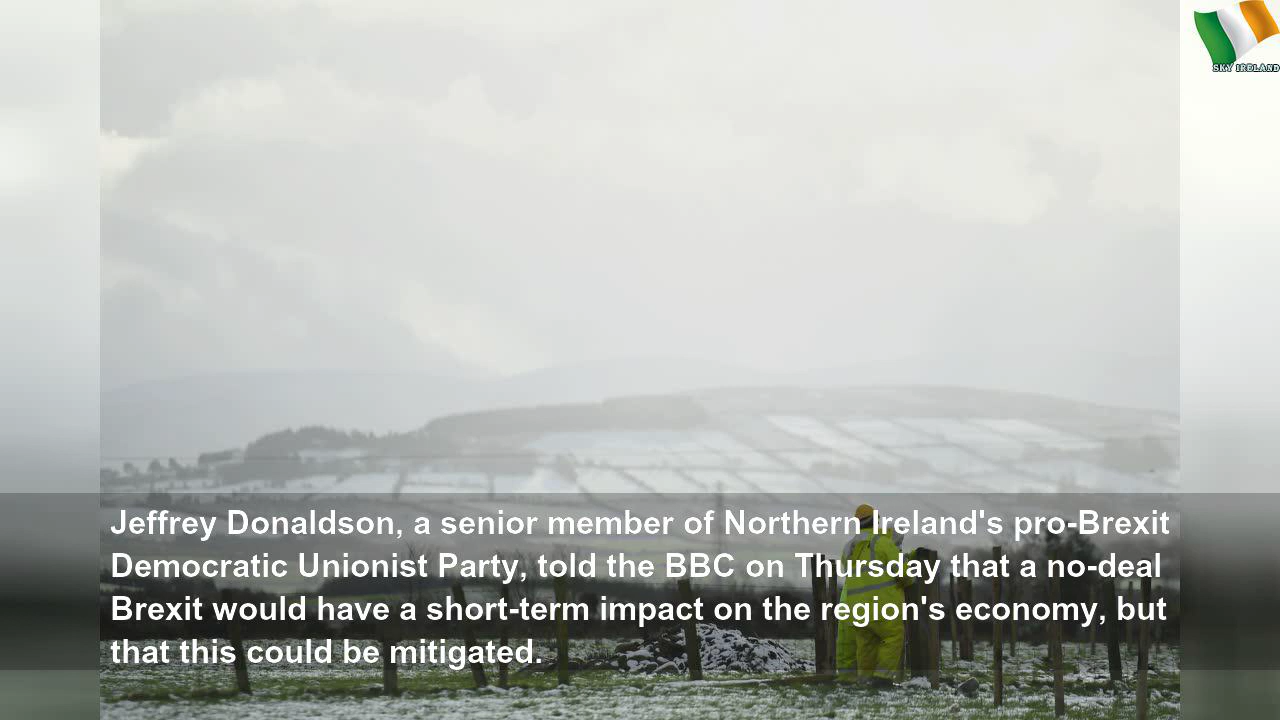 SKY IRELAND
Jeffrey Donaldson, a senior member of Northern Ireland's pro-Brexit
Democratic Unionist Party, told the BBC on Thursday that a no-deal
Brexit would have a short-term impact on the region's economy, but
that this could be mitigated.